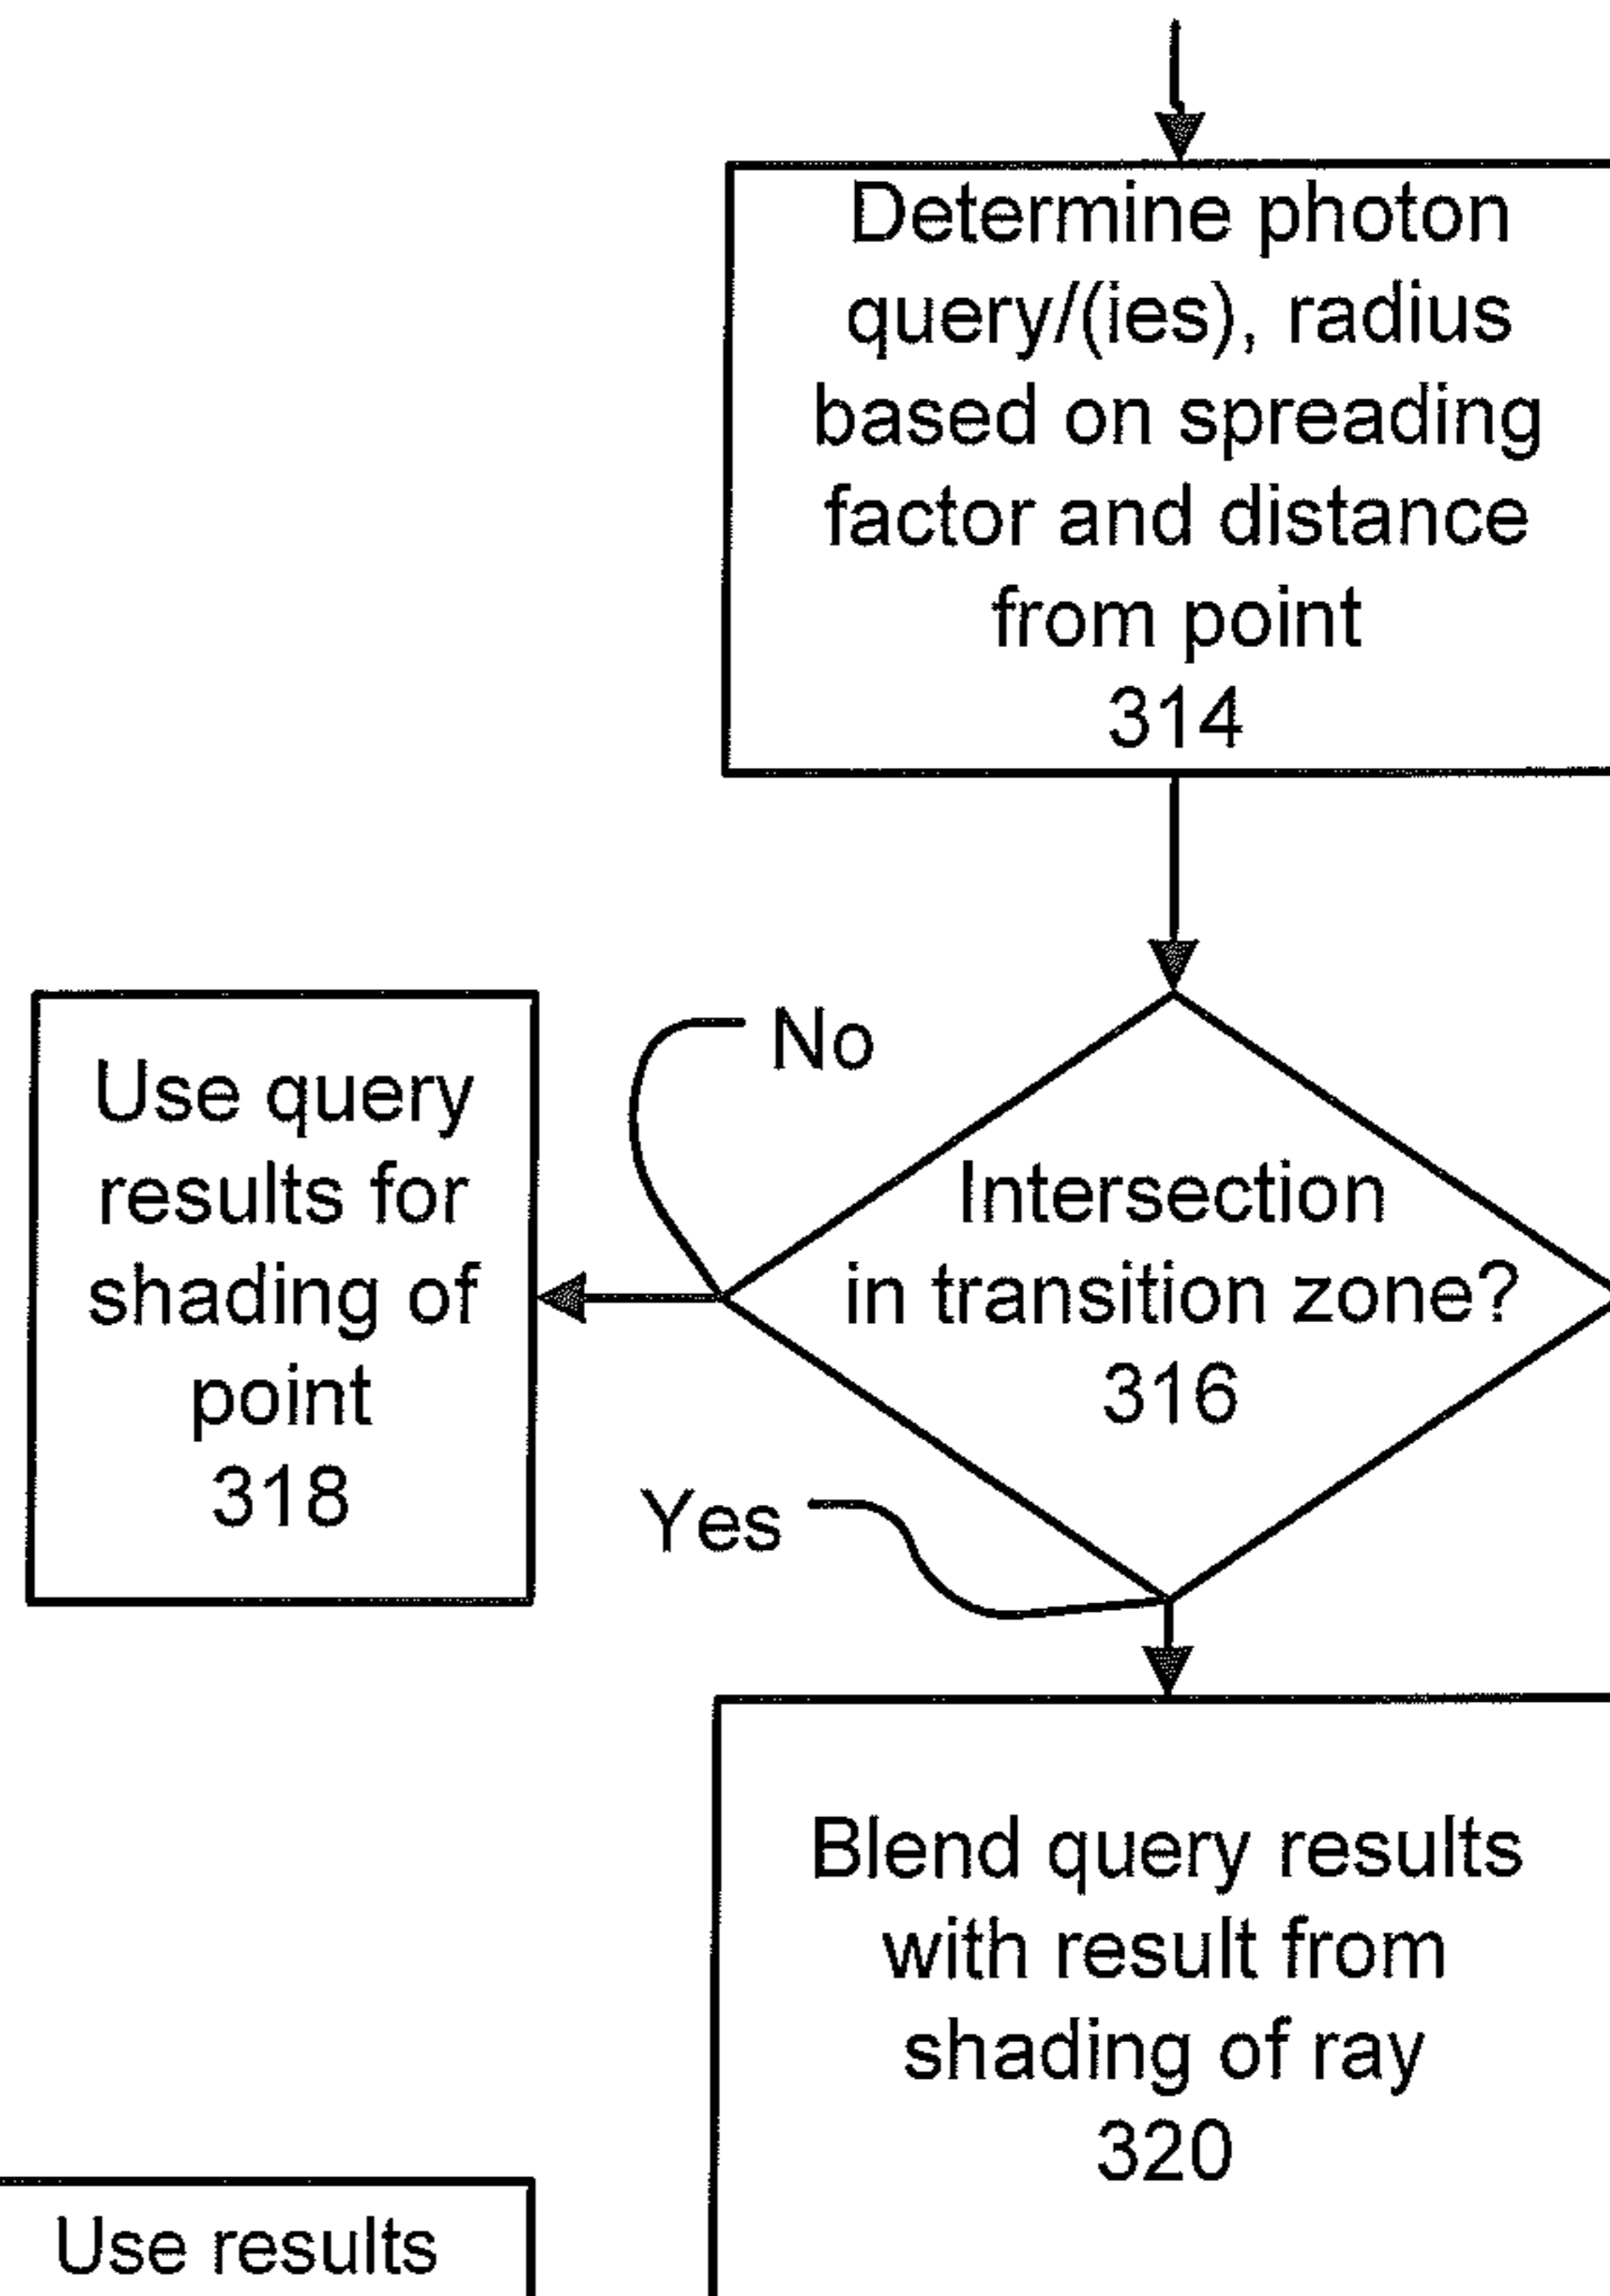 Determine photon
query/(ies), radius
based on spreading
factor and distance
from point
314
No
Use query
results for
shading of
point
318
Intersection
in transition zone?
316
Yes
Blend query results
with result from
shading of ray
320
Use results